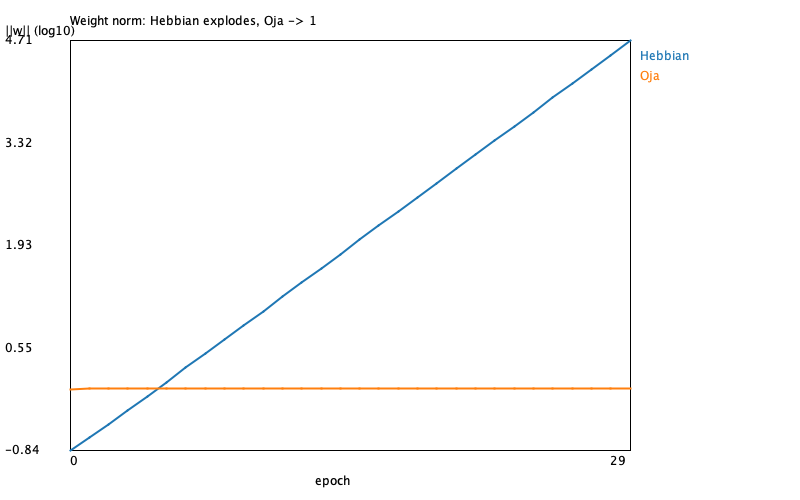 Weight norm: Hebbian explodes, Oja -> 1
||w|| (log10)
4.71
Hebbian
Oja
3.32
1.93
0.55
-0.84
0
29
epoch